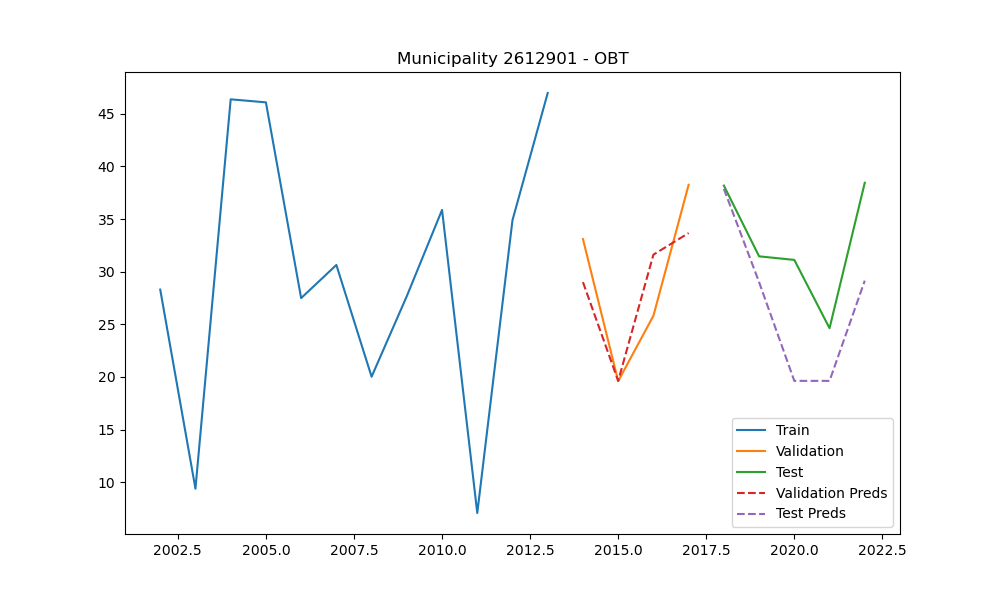 Municipality 2612901 - OBT
45
40
35
30
25
20
15
10
2002.5 2005.0 2007.5 2010.0 2012.5 2015.0 2017.5 2020.0 2022.5
Train
Validation
Test
Validation Preds
Test Preds